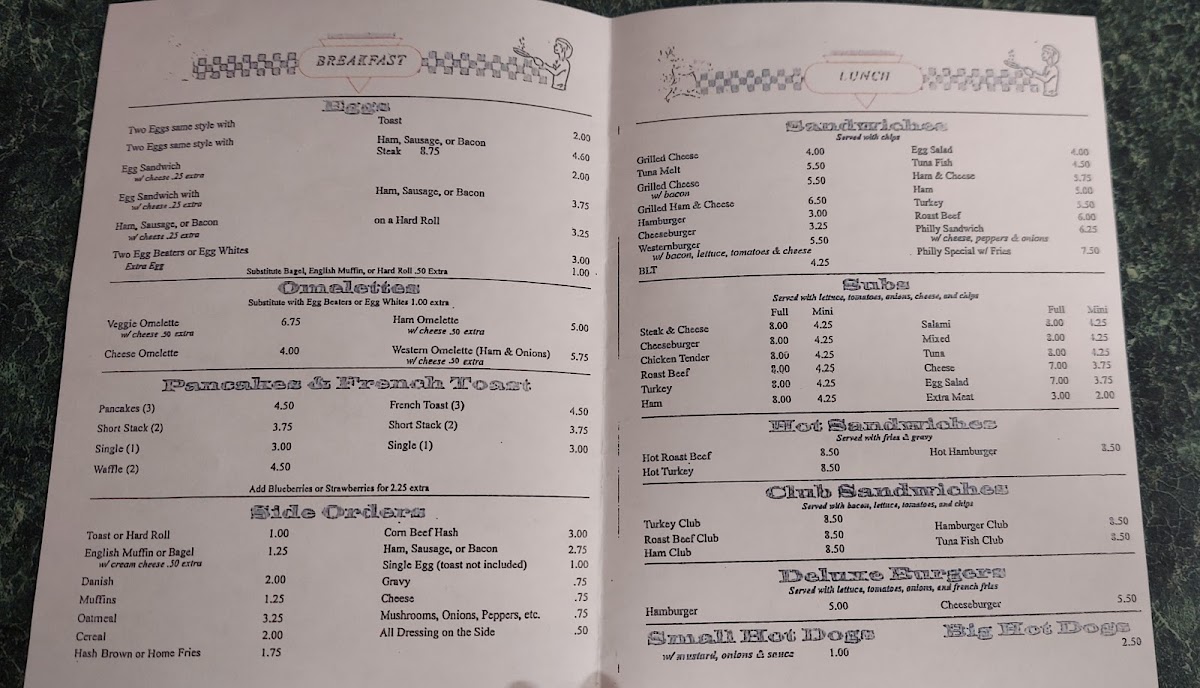 BREAKFAST
Eggs
Two Eggs same style with Toast 2.00
Two Eggs same style with Ham, Sausage, or Bacon 4.60
Steak 8.75
Egg Sandwich 2.00
w/ cheese .25 extra
Egg Sandwich with Ham, Sausage, or Bacon 3.75
w/ cheese .25 extra
Ham, Sausage, or Bacon on a Hard Roll 3.25
w/ cheese .25 extra
Two Egg Beaters or Egg Whites 3.00
Extra Egg 1.00
Substitute Bagel, English Muffin, or Hard Roll .50 Extra
Omelettes
Substitute with Egg Beaters or Egg Whites 1.00 extra
Veggie Omelette 6.75 Ham Omelette 5.00
w/ cheese .50 extra w/ cheese .50 extra
Cheese Omelette 4.00 Western Omelette (Ham & Onions) 5.75
w/ cheese .50 extra
Pancakes & French Toast
Pancakes (3) 4.50 French Toast (3) 4.50
Short Stack (2) 3.75 Short Stack (2) 3.75
Single (1) 3.00 Single (1) 3.00
Waffle (2) 4.50
Add Blueberries or Strawberries for 2.25 extra
Side Orders
Toast or Hard Roll 1.00 Corn Beef Hash 3.00
English Muffin or Bagel 1.25 Ham, Sausage, or Bacon 2.75
w/ cream cheese .50 extra Single Egg (toast not included) 1.00
Danish 2.00 Gravy .75
Muffins 1.25 Cheese .75
Oatmeal 3.25 Mushrooms, Onions, Peppers, etc. .75
Cereal 2.00 All Dressing on the Side .50
Hash Brown or Home Fries 1.75
LUNCH
Sandwiches
Served with chips
Grilled Cheese 4.00 Egg Salad 4.00
Tuna Melt 5.50 Tuna Fish 4.50
Grilled Cheese 5.50 Ham & Cheese 5.75
w/ bacon Ham 5.00
Grilled Ham & Cheese 6.50 Turkey 5.50
Hamburger 3.00 Roast Beef 6.00
Cheeseburger 3.25 Philly Sandwich 6.25
Westernburger 5.50 w/ cheese, peppers & onions
w/ bacon, lettuce, tomatoes & cheese Philly Special w/ Fries 7.50
BLT 4.25
Subs
Served with lettuce, tomatoes, onions, cheese, and chips
Full Mini Full Mini
Steak & Cheese 8.00 4.25 Salami 8.00 4.25
Cheeseburger 8.00 4.25 Mixed 8.00 4.25
Chicken Tender 8.00 4.25 Tuna 8.00 4.25
Roast Beef 8.00 4.25 Cheese 7.00 3.75
Turkey 8.00 4.25 Egg Salad 7.00 3.75
Ham 8.00 4.25 Extra Meat 3.00 2.00
Hot Sandwiches
Served with fries & gravy
Hot Roast Beef 8.50 Hot Hamburger 8.50
Hot Turkey 8.50
Club Sandwiches
Served with bacon, lettuce, tomatoes, and chips
Turkey Club 8.50 Hamburger Club 8.50
Roast Beef Club 8.50 Tuna Fish Club 8.50
Ham Club 8.50
Deluxe Burgers
Served with lettuce, tomatoes, onions, and french fries
Hamburger 5.00 Cheeseburger 5.50
Small Hot Dogs Big Hot Dogs
w/ mustard, onions & sauce 1.00 2.50